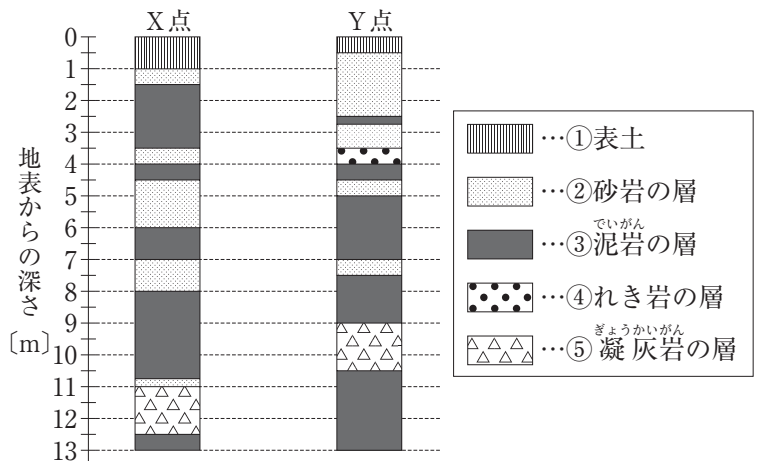 X点
Y点
0
1
2
3
4
5
6
7
8
9
10
11
12
13
地表からの深さ
〔m〕
…①表土
…②砂岩の層
でいがん
…③泥岩の層
…④れき岩の層
ぎょうかいがん
…⑤凝灰岩の層